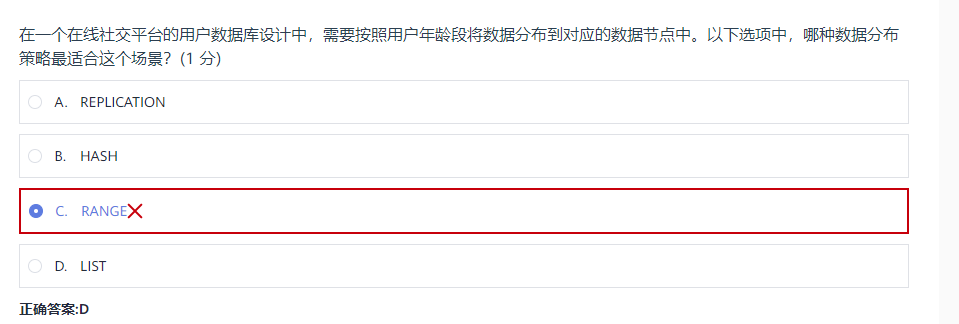 在一个在线社交平台的用户数据库设计中，需要按照用户年龄段将数据分布到对应的数据节点中。以下选项中，哪种数据分布
策略最适合这个场景？(1 分)
A. REPLICATION
B. HASH
C. RANGE
D. LIST
正确答案:D